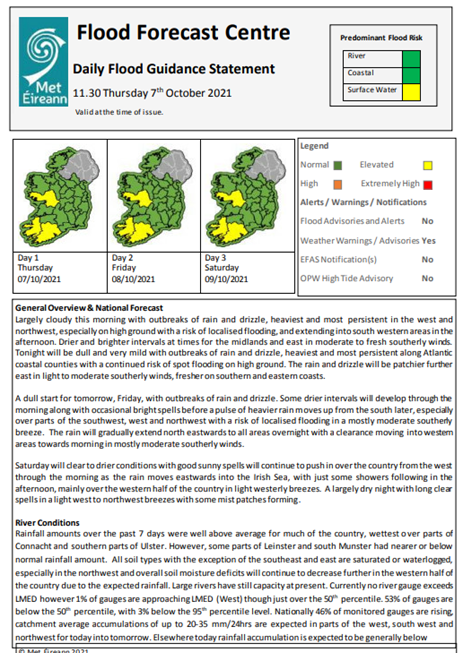 Met
Éireann
Flood Forecast Centre
Daily Flood Guidance Statement
11.30 Thursday 7th October 2021
Valid at the time of issue.
Predominant Flood Risk
River
Coastal
Surface Water
Day 1
Thursday
07/10/2021
Day 2
Friday
08/10/2021
Day 3
Saturday
09/10/2021
Legend
Normal Elevated
High Extremely High
Alerts / Warnings / Notifications
Flood Advisories and Alerts No
Weather Warnings / Advisories Yes
EFAS Notification(s) No
OPW High Tide Advisory No
General Overview & National Forecast
Largely cloudy this morning with outbreaks of rain and drizzle, heaviest and most persistent in the west and
northwest, especially on high ground with a risk of localised flooding, and extending into south western areas in the
afternoon. Drier and brighter intervals at times for the midlands and east in moderate to fresh southerly winds.
Tonight will be dull and very mild with outbreaks of rain and drizzle, heaviest and most persistent along Atlantic
coastal counties with a continued risk of spot flooding on high ground. The rain and drizzle will be patchier further
east in light to moderate southerly winds, fresher on southern and eastern coasts.
A dull start for tomorrow, Friday, with outbreaks of rain and drizzle. Some drier intervals will develop through the
morning along with occasional bright spells before a pulse of heavier rain moves up from the south later, especially
over parts of the southwest, west and northwest with a risk of localised flooding in a mostly moderate southerly
breeze. The rain will gradually extend north eastwards to all areas overnight with a clearance moving into western
areas towards morning in mostly moderate southerly winds.
Saturday will clear to drier conditions with good sunny spells will continue to push in over the country from the west
through the morning as the rain moves eastwards into the Irish Sea, with just some showers following in the
afternoon, mainly over the western half of the country in light westerly breezes. A largely dry night with long clear
spells in a light west to northwest breezes with some mist patches forming.
River Conditions
Rainfall amounts over the past 7 days were well above average for much of the country, wettest over parts of
Connacht and southern parts of Ulster. However, some parts of Leinster and south Munster had nearer or below
normal rainfall amount. All soil types with the exception of the southeast and east are saturated or waterlogged,
especially in the northwest and overall soil moisture deficits will continue to decrease further in the western half of
the country due to the expected rainfall. Large rivers have still capacity at present. Currently no river gauge exceeds
LMED however 1% of gauges are approaching LMED (West) though just over the 50th percentile. 53% of gauges are
below the 50th percentile, with 3% below the 95th percentile level. Nationally 46% of monitored gauges are rising,
catchment average accumulations of up to 20-35 mm/24hrs are expected in parts of the west, south west and
northwest for today into tomorrow. Elsewhere today rainfall accumulation is expected to be generally below
© Met Éireann 2021